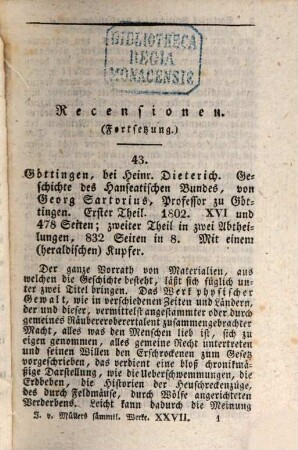 BIBLIOTHECA
REGIA
MONACENSIS
Recensionen.
(Fortsetzung.)
43.
Göttingen, bei Heinr. Dieterich. Ge-
schichte des Hanseatischen Bundes, von
Georg Sartorius, Professor zu Göt-
tingen. Erster Theil. 1802. XVI und
478 Seiten; zweiter Theil in zwei Abthei-
lungen, 832 Seiten in 8. Mit einem
(heraldischen) Kupfer.
Der ganze Vorrath von Materialien, aus
welchen die Geschichte besteht, läßt sich füglich un-
ter zwei Titel bringen. Das Werk physischer
Gewalt, wie in verschiedenen Zeiten und Ländern,
der und dieser, vermittelst angestammter oder durch
gemeines Räubererobérertalent zusammengebrachter
Macht, alles was den Menschen lieb ist, sich zu
eigen genommen, alles gemeine Recht untertreten
und seinen Willen den Erschrockenen zum Gesetz
vorgeschrieben, das verdient eine bloß chronikmä-
ßige Darstellung, wie die Ueberschwemmungen, die
Erdbeben, die Historien der Heuschreckenzüge,
des durch Feldmäuse, durch Wölfe angerichteten
Verderbens. Leicht kann dadurch die Meinung
J. v. Müllers sämmtl. Werke. XXVII. 1